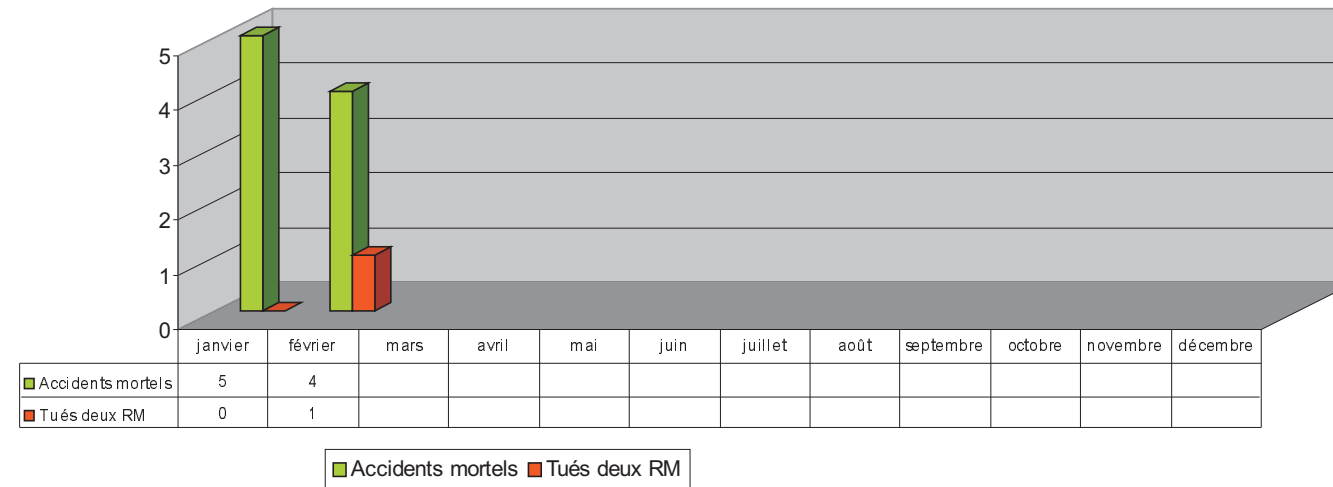 5
4
3
2
1
0
janvier février mars avril mai juin juillet août septembre octobre novembre décembre
Accidents mortels 5 4
Tués deux RM 0 1
Accidents mortels Tués deux RM